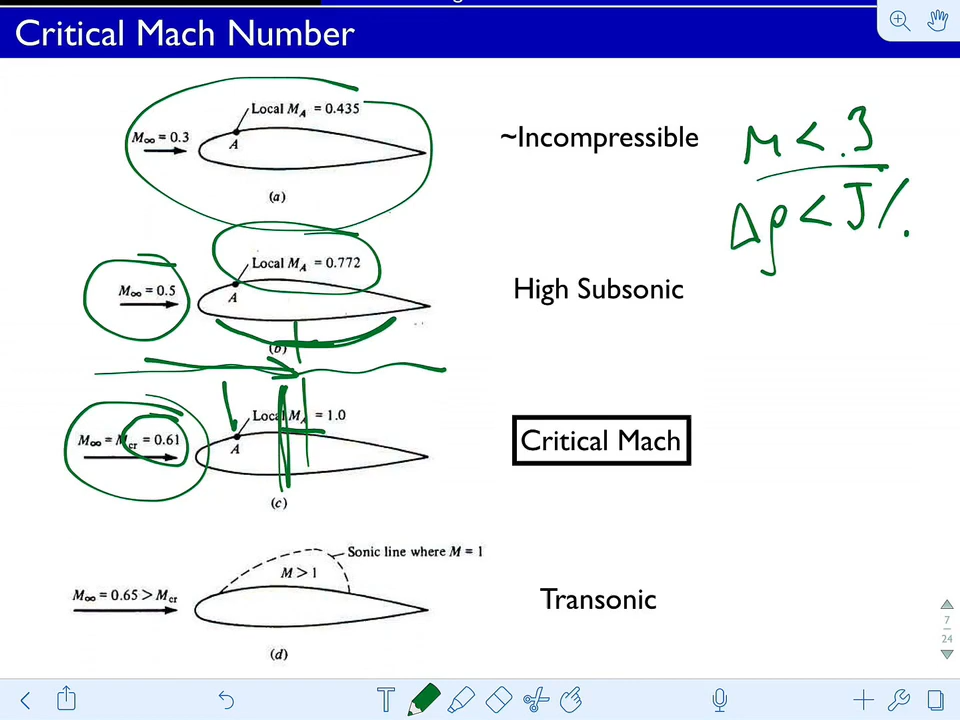 Critical Mach Number
Local M_A = 0.435
M∞ = 0.3
A
(a)
~Incompressible
M < .3
Δρ < 5%.
Local M_A = 0.772
M∞ = 0.5
A
(b)
High Subsonic
Local M_A = 1.0
M∞ = M_cr = 0.61
A
(c)
Critical Mach
Sonic line where M = 1
M > 1
M∞ = 0.65 > M_cr
(d)
Transonic
7
24
T